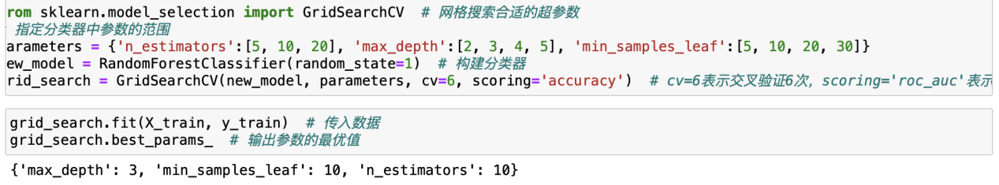 rom sklearn.model_selection import GridSearchCV  # 网格搜索合适的超参数
指定分类器中参数的范围
arameters = {'n_estimators':[5, 10, 20], 'max_depth':[2, 3, 4, 5], 'min_samples_leaf':[5, 10, 20, 30]}
ew_model = RandomForestClassifier(random_state=1)  # 构建分类器
rid_search = GridSearchCV(new_model, parameters, cv=6, scoring='accuracy')  # cv=6表示交叉验证6次，scoring='roc_auc'表示
grid_search.fit(X_train, y_train)  # 传入数据
grid_search.best_params_  # 输出参数的最优值
{'max_depth': 3, 'min_samples_leaf': 10, 'n_estimators': 10}